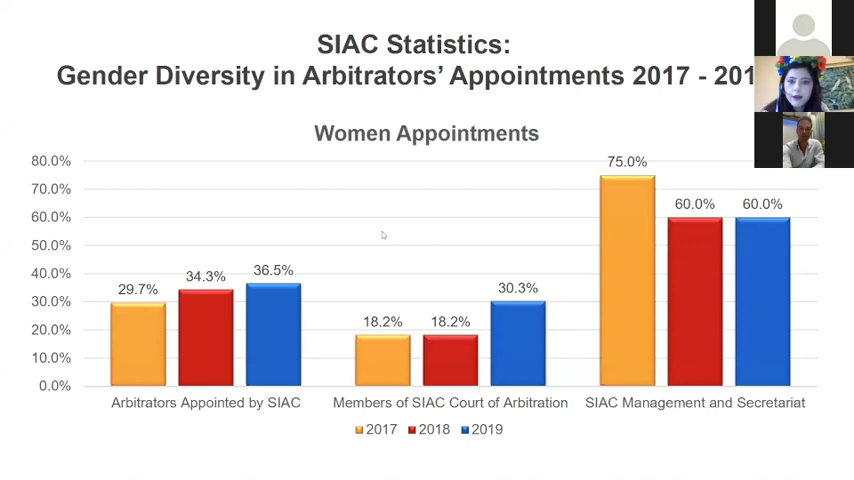 SIAC Statistics:
Gender Diversity in Arbitrators’ Appointments 2017 - 201
Women Appointments
80.0%
70.0%
60.0%
50.0%
40.0%
30.0%
20.0%
10.0%
0.0%
29.7%
34.3%
36.5%
18.2%
18.2%
30.3%
75.0%
60.0%
60.0%
Arbitrators Appointed by SIAC
Members of SIAC Court of Arbitration
SIAC Management and Secretariat
2017 2018 2019